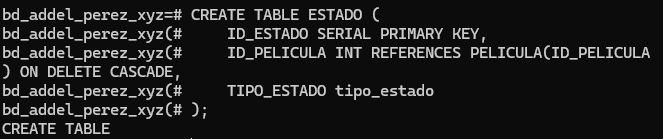 bd_addel_perez_xyz=# CREATE TABLE ESTADO (
bd_addel_perez_xyz(#     ID_ESTADO SERIAL PRIMARY KEY,
bd_addel_perez_xyz(#     ID_PELICULA INT REFERENCES PELICULA(ID_PELICULA
) ON DELETE CASCADE,
bd_addel_perez_xyz(#     TIPO_ESTADO tipo_estado
bd_addel_perez_xyz(# );
CREATE TABLE